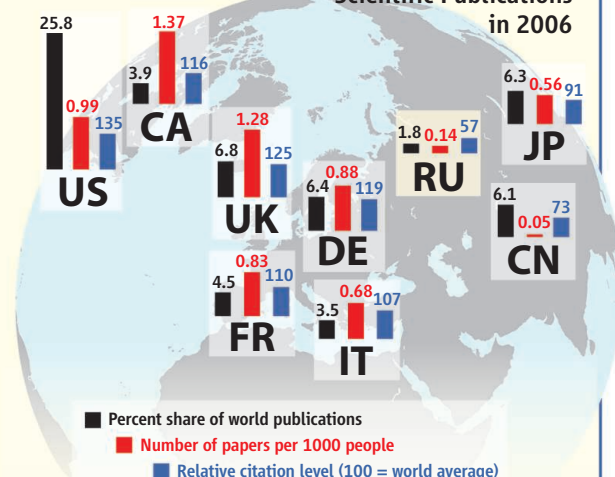 Scientific Publications
in 2006
25.8
0.99
135
US
3.9
1.37
116
CA
6.8
1.28
125
UK
6.4
0.88
119
DE
1.8
0.14
57
RU
6.3
0.56
91
JP
6.1
0.05
73
CN
4.5
0.83
110
FR
3.5
0.68
107
IT
Percent share of world publications
Number of papers per 1000 people
Relative citation level (100 = world average)